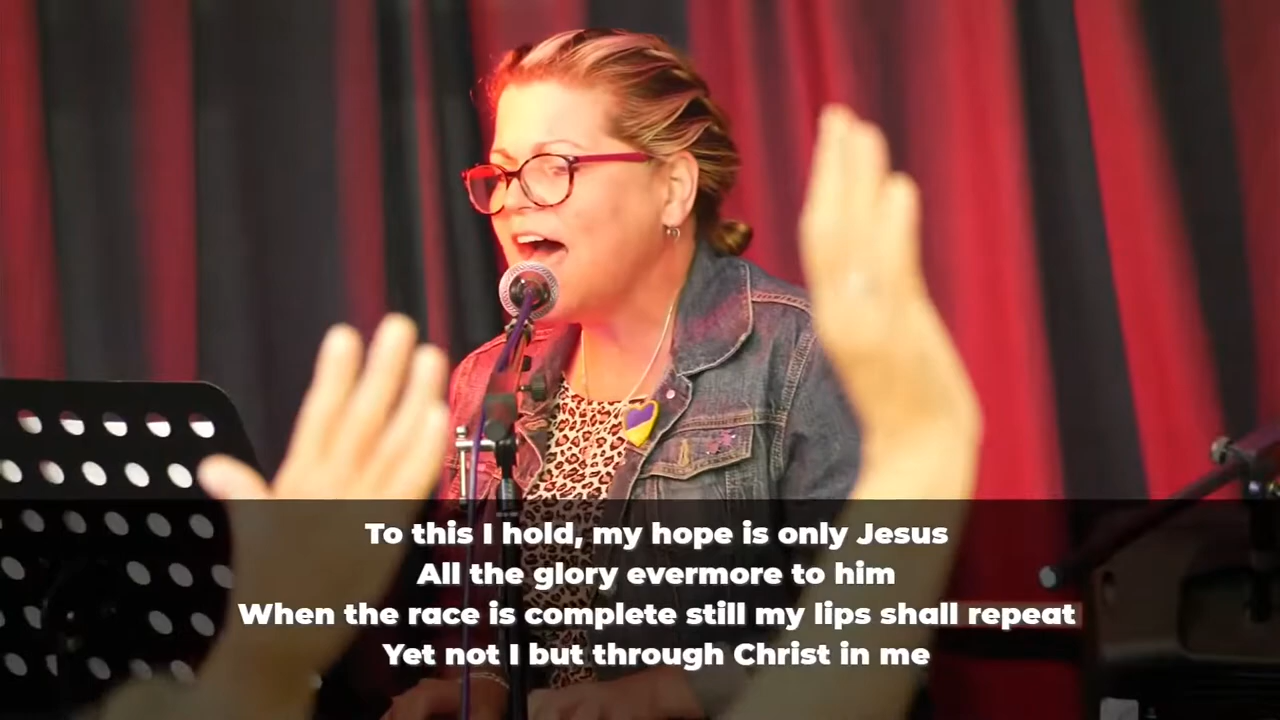 To this I hold, my hope is only Jesus
All the glory evermore to him
When the race is complete still my lips shall repeat
Yet not I but through Christ in me